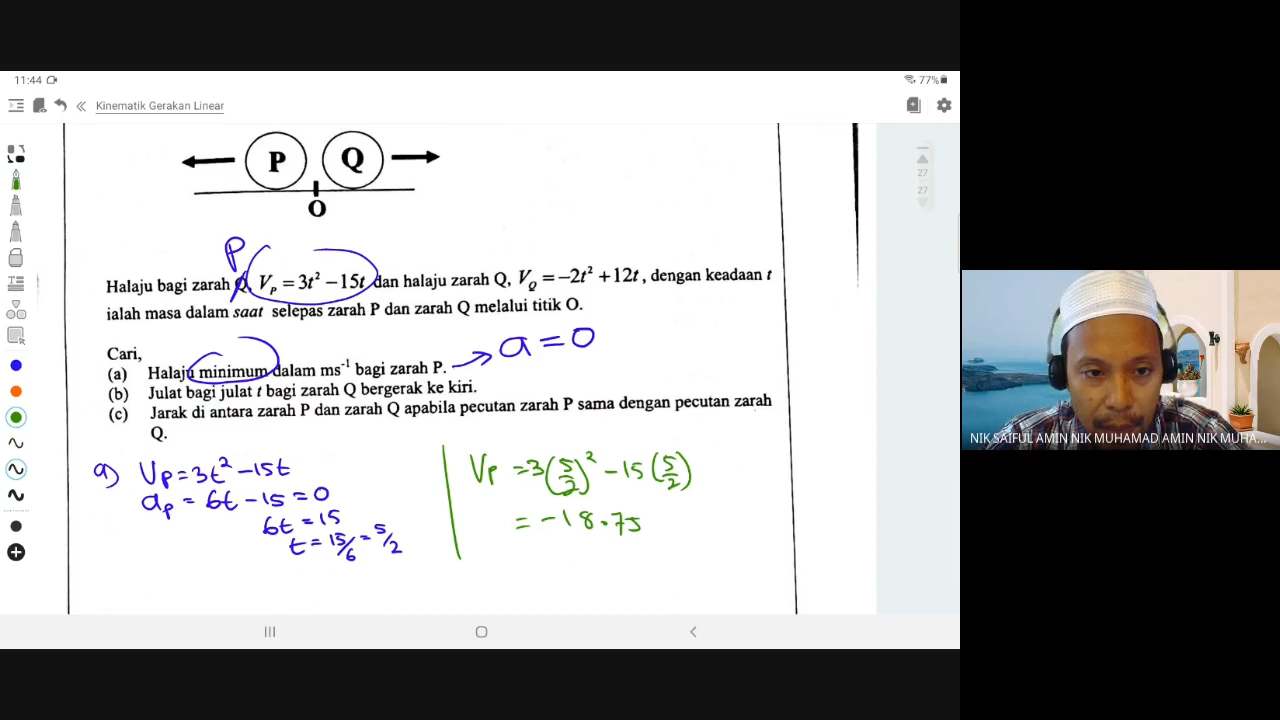 11:44
77%
Kinematik Gerakan Linear
27
27
P Q
O
P
Halaju bagi zarah Q, V_P = 3t² − 15t dan halaju zarah Q, V_Q = −2t² + 12t, dengan keadaan t
ialah masa dalam saat selepas zarah P dan zarah Q melalui titik O.
Cari,
(a) Halaju minimum dalam ms⁻¹ bagi zarah P. → a = 0
(b) Julat bagi julat t bagi zarah Q bergerak ke kiri.
(c) Jarak di antara zarah P dan zarah Q apabila pecutan zarah P sama dengan pecutan zarah
Q.
a) Vp = 3t² − 15t
ap = 6t − 15 = 0
6t = 15
t = 15/6 = 5/2
Vp = 3(5/2)² − 15(5/2)
= −18.75
NIK SAIFUL AMIN NIK MUHAMAD AMIN NIK MUHA...